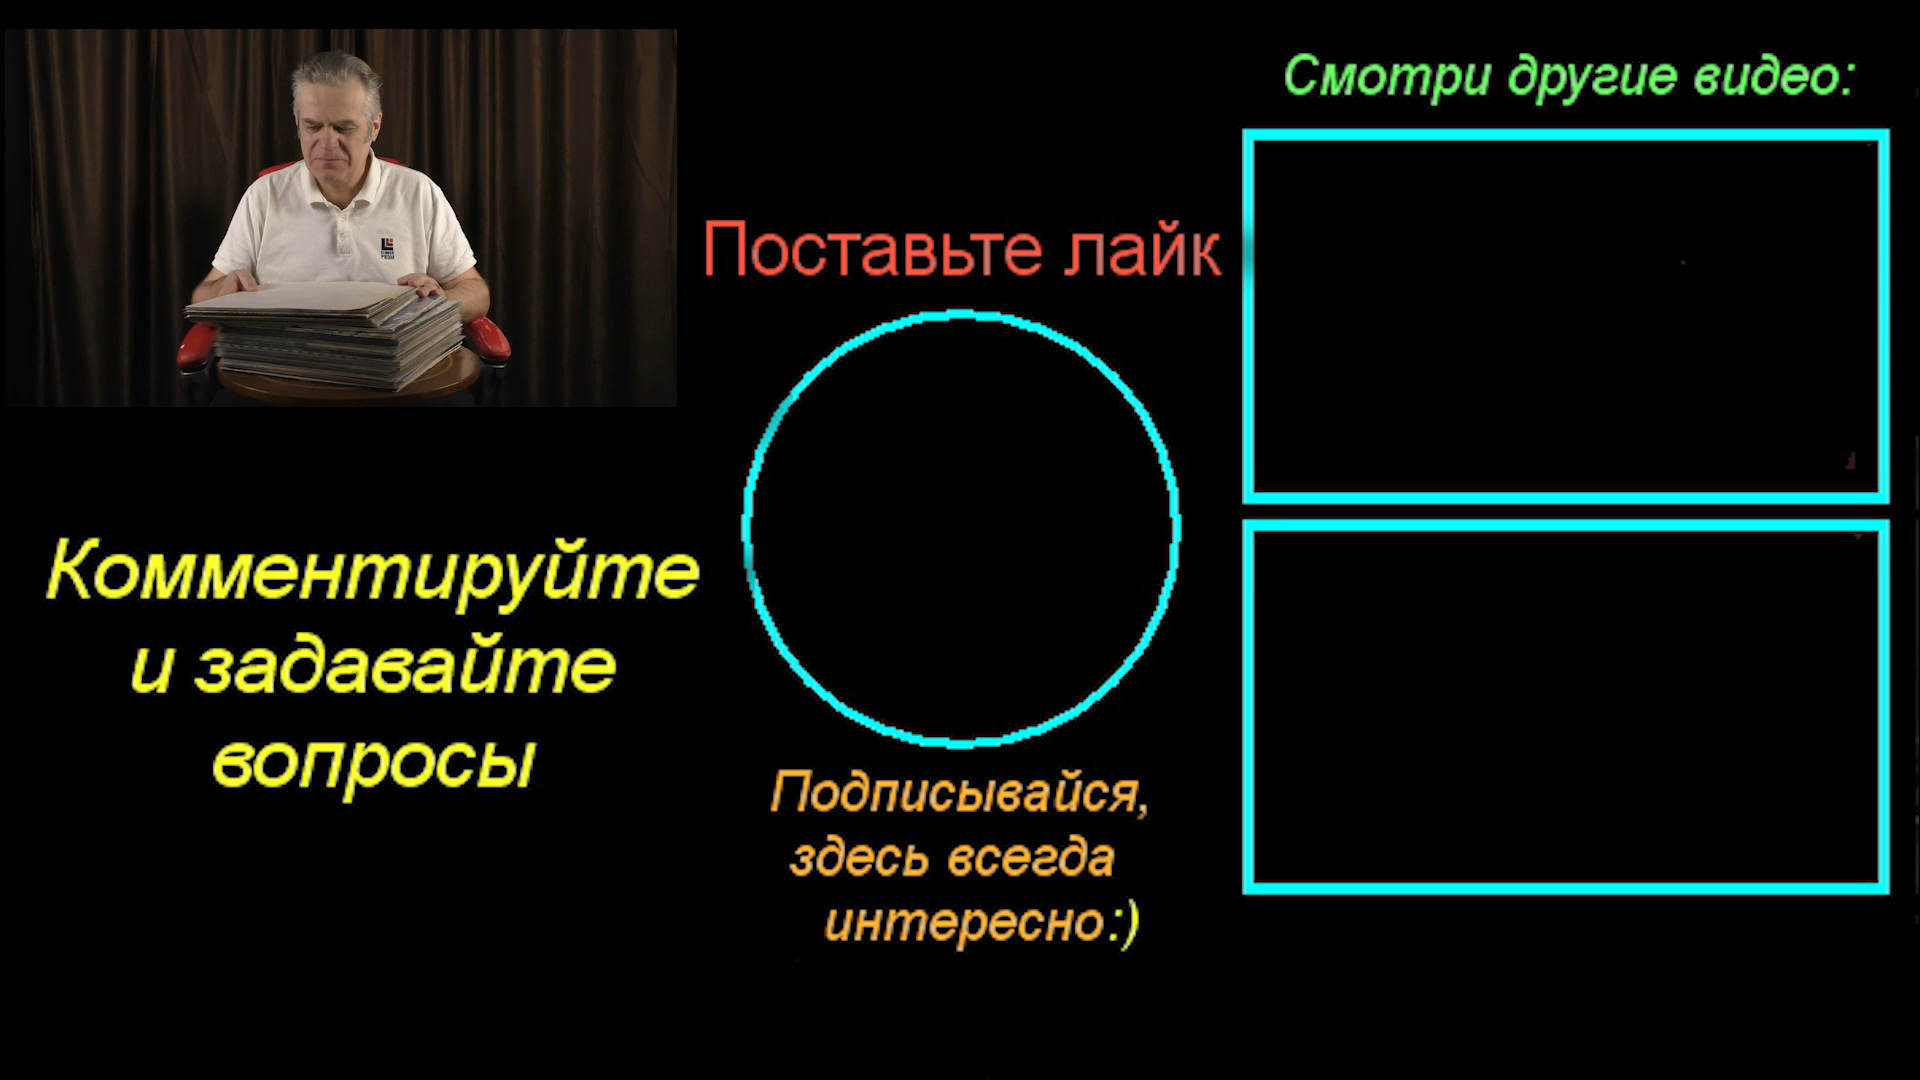 Смотри другие видео:
Поставьте лайк
Комментируйте
и задавайте
вопросы
Подписывайся,
здесь всегда
интересно:)